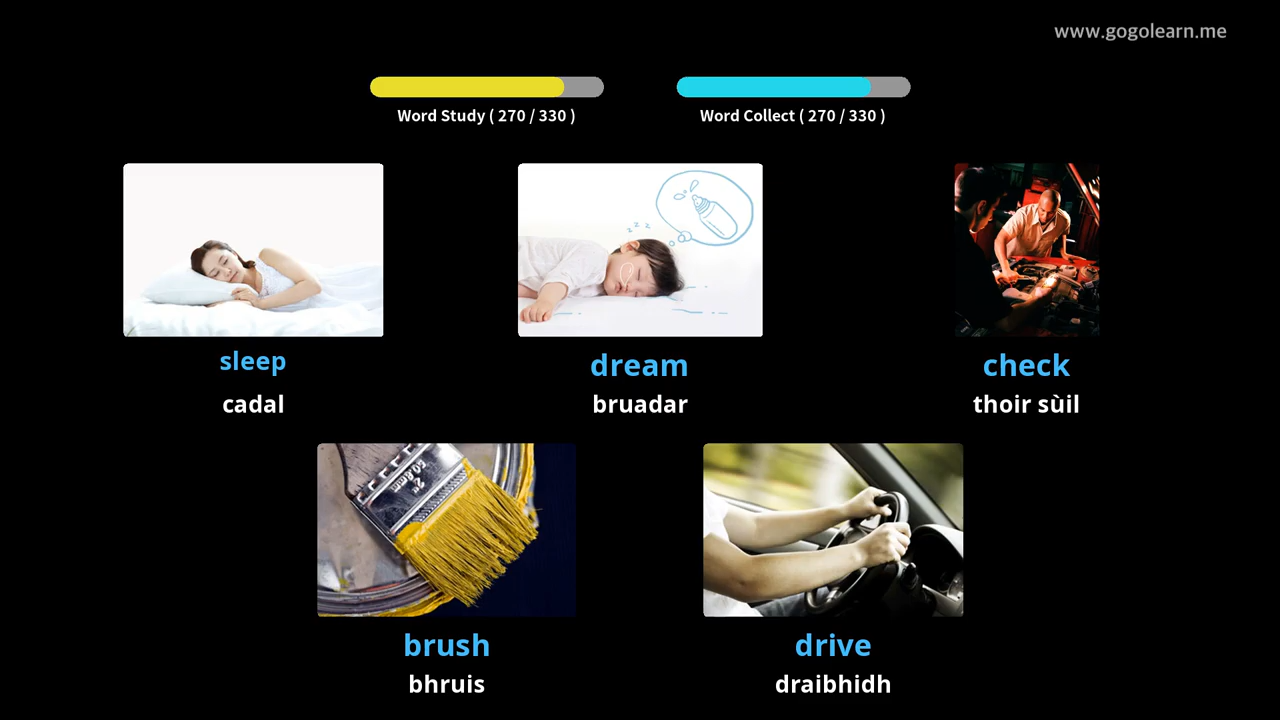 www.gogolearn.me
Word Study ( 270 / 330 )
Word Collect ( 270 / 330 )
sleep
cadal
dream
bruadar
check
thoir sùil
brush
bhruis
drive
draibhidh